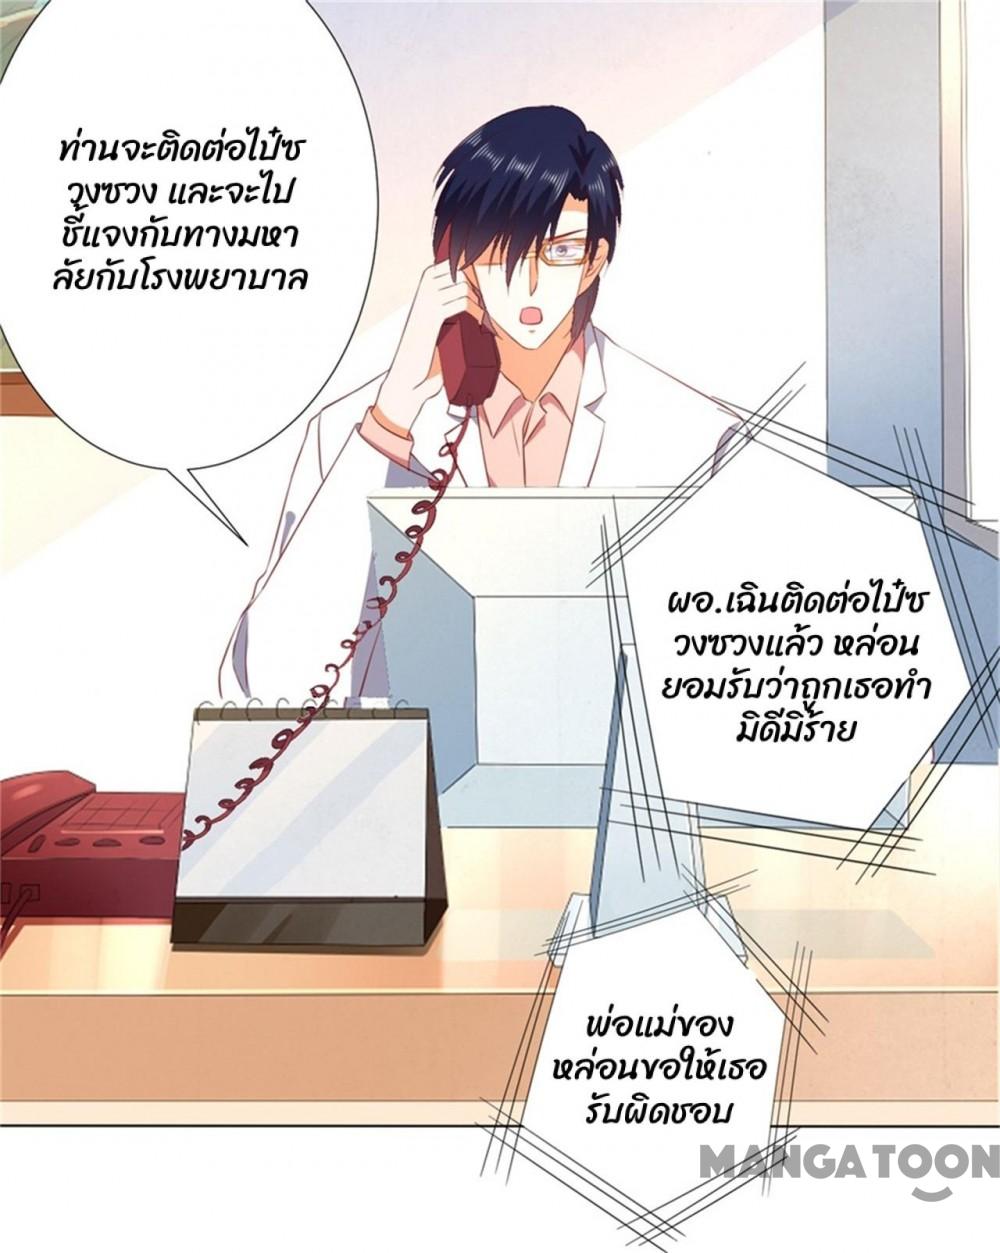 ท่านจะติดต่อไป๋ซ
วงซวง และจะไป
ชี้แจงกับทางมหา
ลัยกับโรงพยาบาล
ผอ.เฉินติดต่อไป๋ซ
วงซวงแล้ว หล่อน
ยอมรับว่าถูกเธอทำ
มิดีมิร้าย
พ่อแม่ของ
หล่อนขอให้เธอ
รับผิดชอบ
MANGATOON